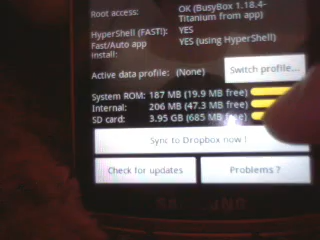 Root access:
OK (BusyBox 1.18.4-
Titanium from app)
HyperShell (FAST!): YES
Fast/Auto app
install:
YES (using HyperShell)
Active data profile: (None)
Switch profile...
System ROM: 187 MB (19.9 MB free)
Internal: 206 MB (47.3 MB free)
SD card: 3.95 GB (685 MB free)
Sync to Dropbox now !
Check for updates
Problems ?
SAMSUNG